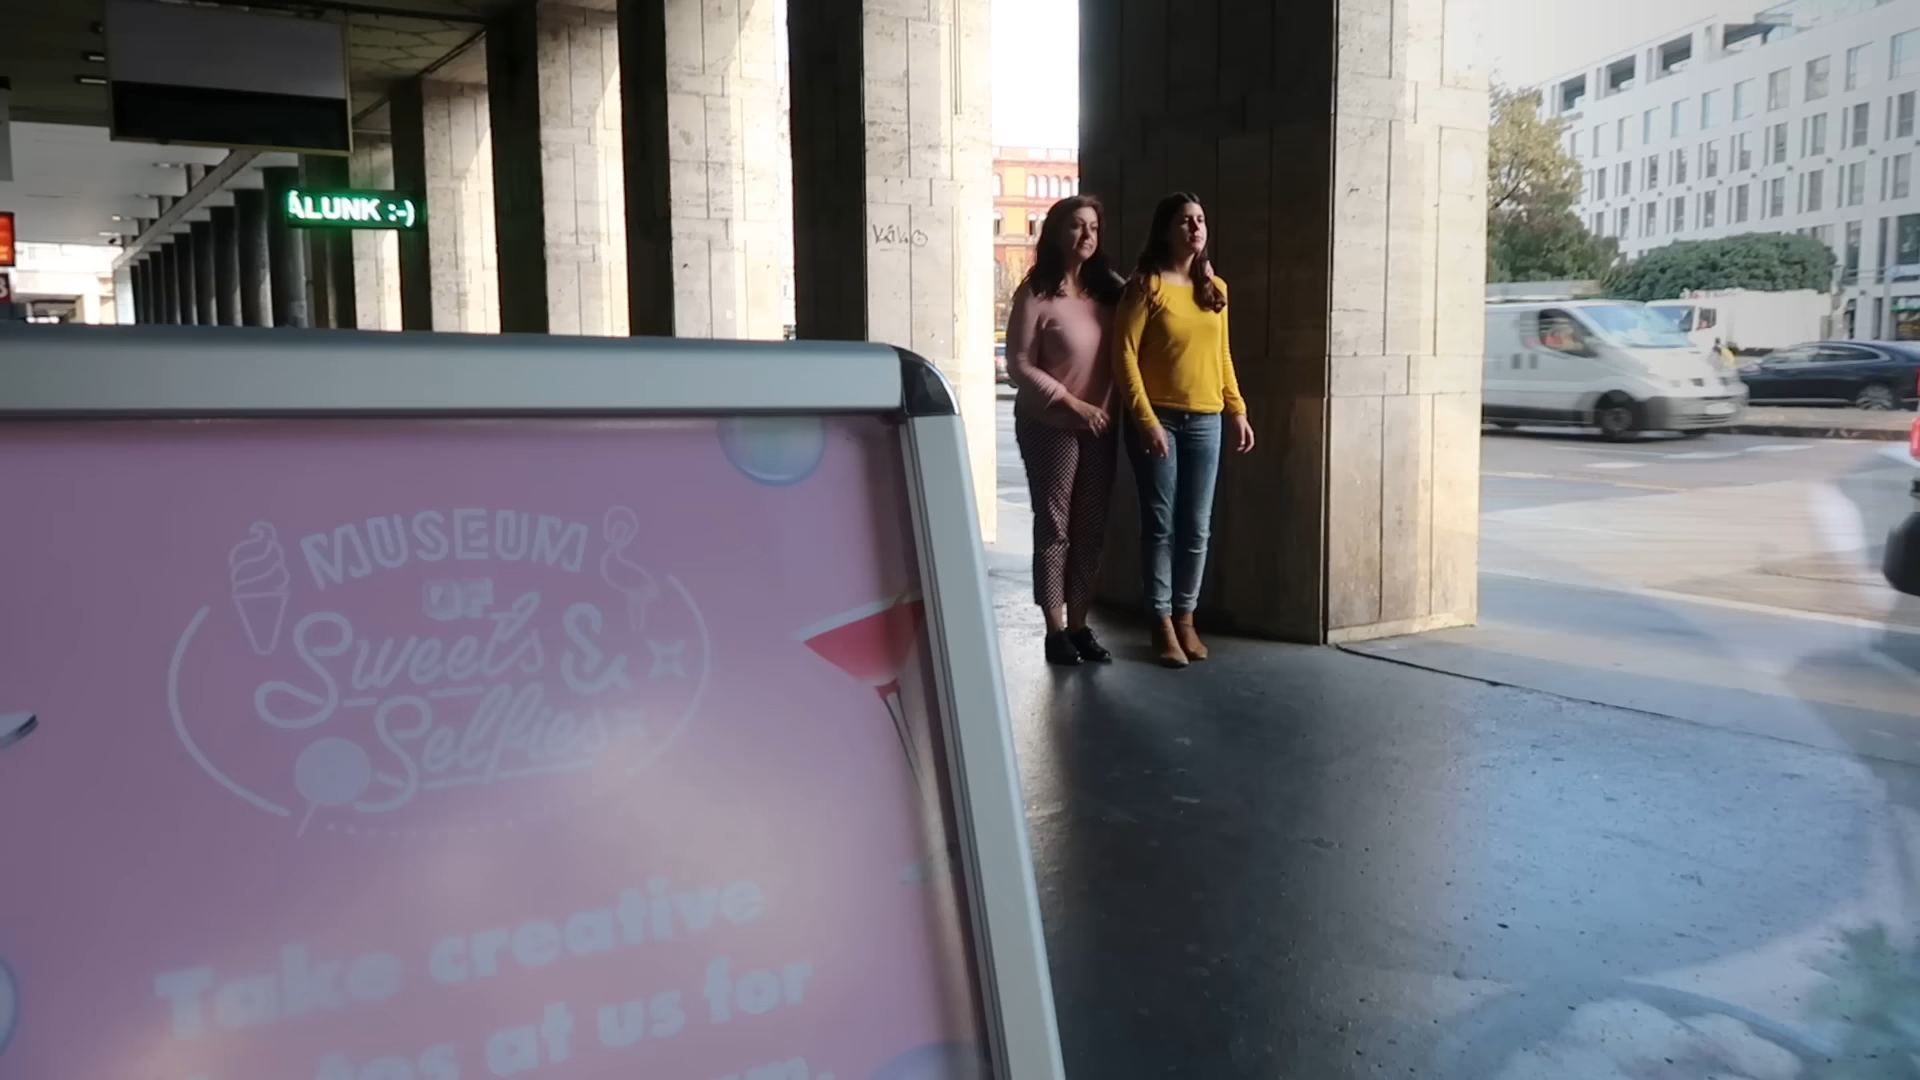 ÁLUNK :-)
MUSEUM
OF
Sweets &
Selfies
Take creative
at us for